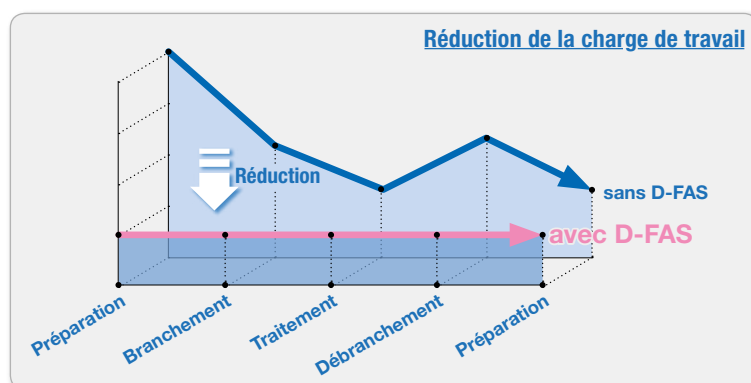 Réduction de la charge de travail
Réduction
sans D-FAS
avec D-FAS
Préparation
Branchement
Traitement
Débranchement
Préparation